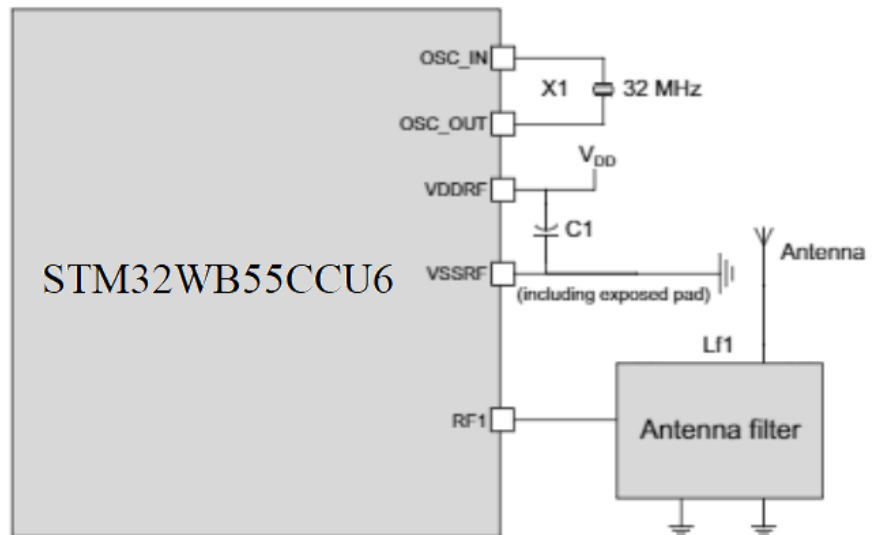 OSC_IN
X1 32 MHz
OSC_OUT
VDD
VDDRF
C1
Antenna
STM32WB55CCU6
VSSRF
(including exposed pad)
Lf1
RF1
Antenna filter